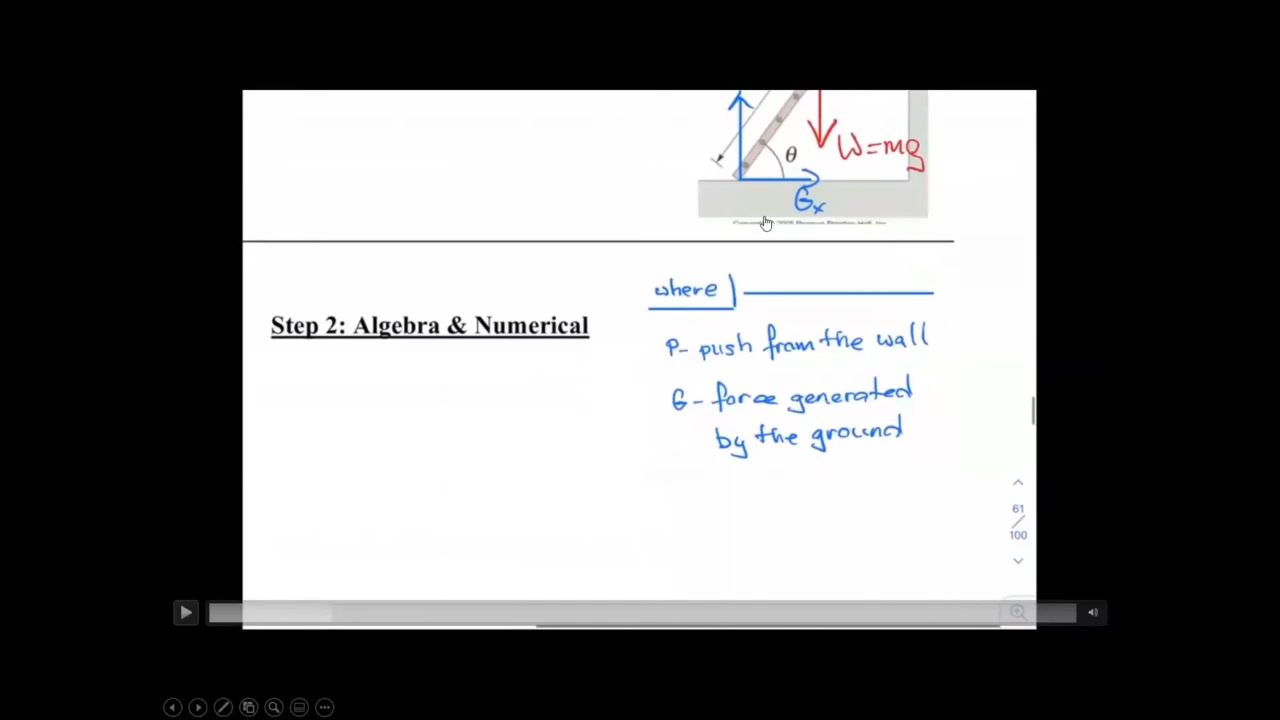 W=mg
θ
Gx
where
Step 2: Algebra & Numerical
P- push from the wall
G - force generated
by the ground
61
100